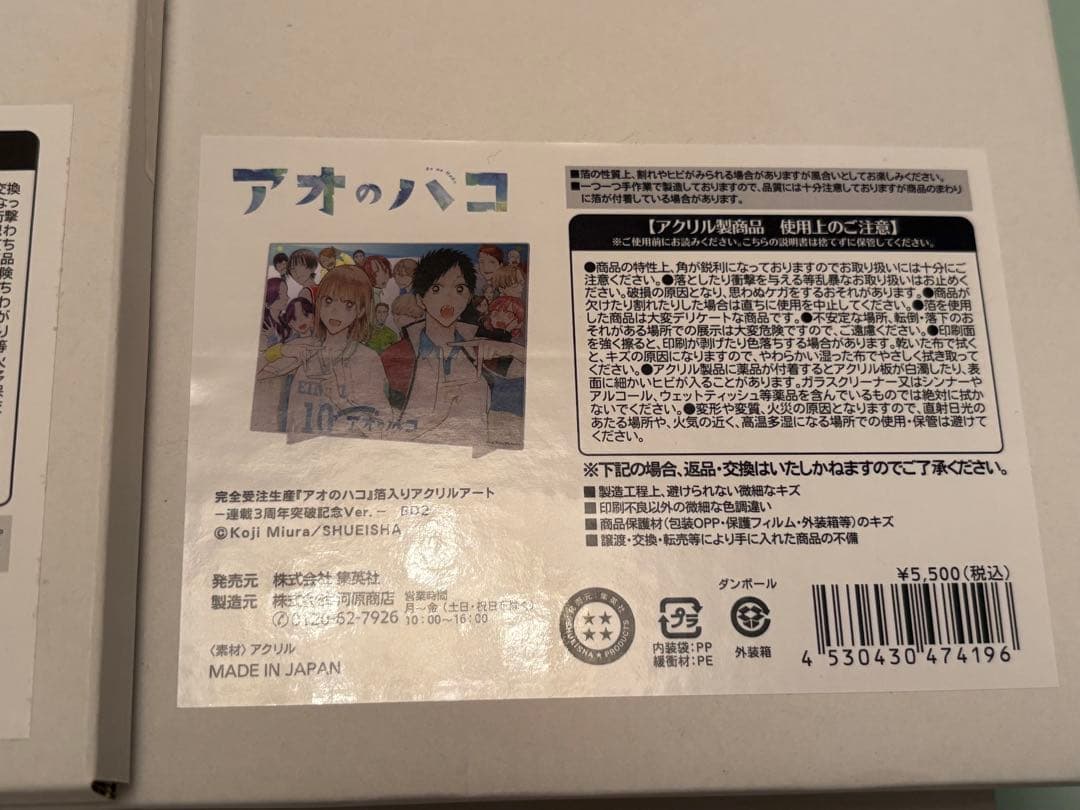 アオのハコ
EIMEI
10
アオのハコ
完全受注生産『アオのハコ』箔入りアクリルアート
－連載3周年突破記念Ver.－ BD2
©Koji Miura/SHUEISHA
発売元 株式会社 集英社
製造元 株式会社 河原商店
0120-62-7926
営業時間
月～金（土日・祝日を除く）
10:00～16:00
〈素材〉アクリル
MADE IN JAPAN
■箔の性質上、割れやヒビがみられる場合がありますが風合いとしてお楽しみください。
■一つ一つ手作業で製造しておりますので、品質には十分注意しておりますが商品のまわり
に箔が付着している場合があります。
【アクリル製商品 使用上のご注意】
※ご使用前にお読みください。こちらの説明書は捨てずに保管してください。
●商品の特性上、角が鋭利になっておりますのでお取り扱いには十分にご
注意ください。●落としたり衝撃を与える等乱暴なお取り扱いはお止めく
ださい。破損の原因となり、思わぬケガをするおそれがあります。●商品が
欠けたり割れたりした場合は直ちに使用を中止してください。●箔を使用
した商品は大変デリケートな商品です。●不安定な場所、転倒・落下のお
それがある場所での展示は大変危険ですので、ご遠慮ください。●印刷面
を強く擦ると、印刷が剥げたり色落ちする場合があります。乾いた布で拭く
と、キズの原因になりますので、やわらかい湿った布でやさしく拭き取って
ください。●アクリル製品に薬品が付着するとアクリル板が白濁したり、表
面に細かいヒビが入ることがあります。ガラスクリーナー又はシンナーや
アルコール、ウェットティッシュ等薬品を含んでいるものでは絶対に拭か
ないでください。●変形や変質、火災の原因となりますので、直射日光の
あたる場所や、火気の近く、高温多湿になる場所での使用・保管は避けて
ください。
※下記の場合、返品・交換はいたしかねますのでご了承ください。
■製造工程上、避けられない微細なキズ
■印刷不良以外の微細な色調違い
■商品保護材（包装OPP・保護フィルム・外装箱等）のキズ
■譲渡・交換・転売等により手に入れた商品の不備
発売元：集英社
SHUEISHA PRODUCTS
プラ
内装袋：PP
緩衝材：PE
ダンボール
外装箱
¥5,500（税込）
4 530430 474196